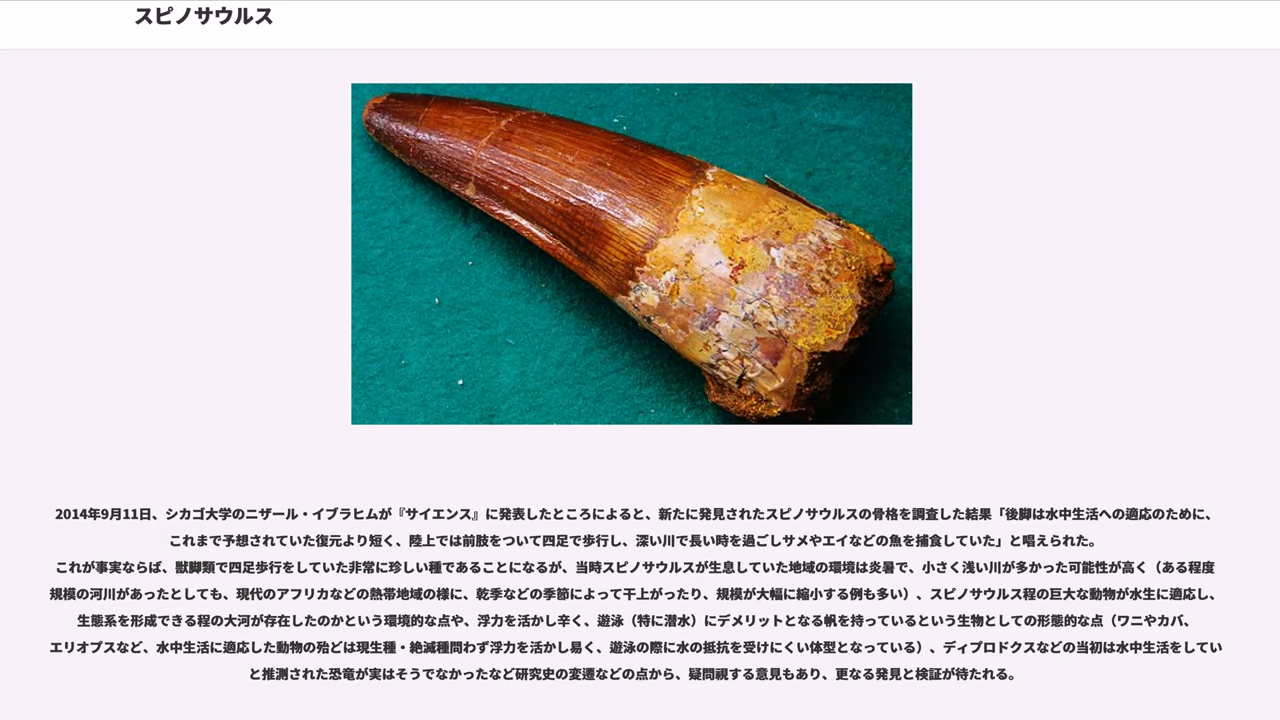 スピノサウルス
2014年9月11日、シカゴ大学のニザール・イブラヒムが『サイエンス』に発表したところによると、新たに発見されたスピノサウルスの骨格を調査した結果「後脚は水中生活への適応のために、
これまで予想されていた復元より短く、陸上では前肢をついて四足で歩行し、深い川で長い時を過ごしサメやエイなどの魚を捕食していた」と唱えられた。
これが事実ならば、獣脚類で四足歩行をしていた非常に珍しい種であることになるが、当時スピノサウルスが生息していた地域の環境は炎暑で、小さく浅い川が多かった可能性が高く（ある程度
規模の河川があったとしても、現代のアフリカなどの熱帯地域の様に、乾季などの季節によって干上がったり、規模が大幅に縮小する例も多い）、スピノサウルス程の巨大な動物が水生に適応し、
生態系を形成できる程の大河が存在したのかという環境的な点や、浮力を活かし辛く、遊泳（特に潜水）にデメリットとなる帆を持っているという生物としての形態的な点（ワニやカバ、
エリオプスなど、水中生活に適応した動物の殆どは現生種・絶滅種問わず浮力を活かし易く、遊泳の際に水の抵抗を受けにくい体型となっている）、ディプロドクスなどの当初は水中生活をしてい
と推測された恐竜が実はそうでなかったなど研究史の変遷などの点から、疑問視する意見もあり、更なる発見と検証が待たれる。